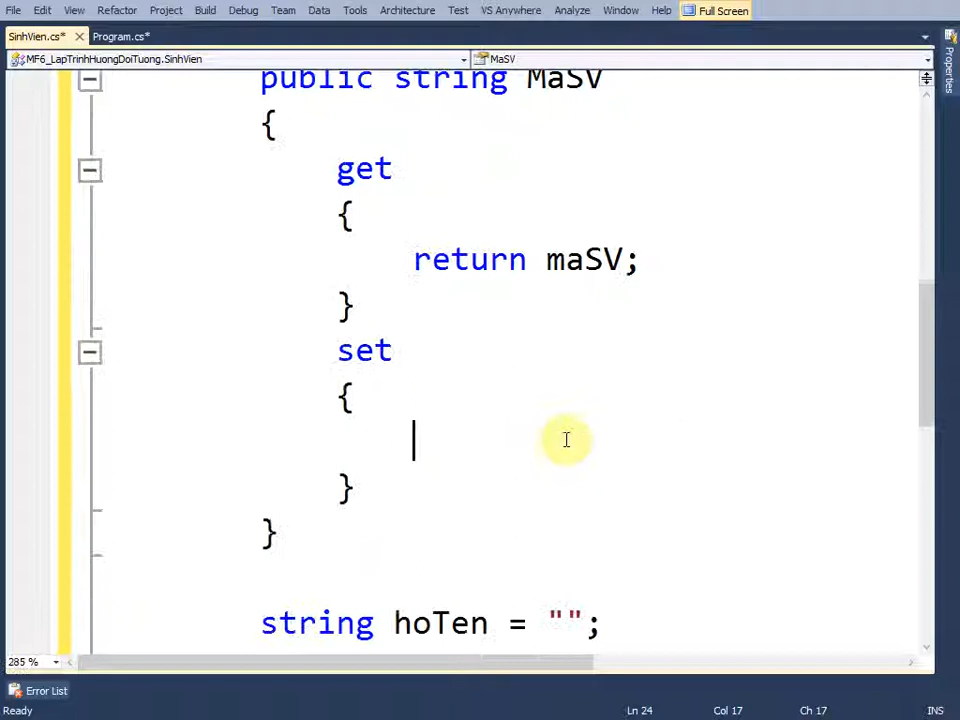 File Edit View Refactor Project Build Debug Team Data Tools Architecture Test VS Anywhere Analyze Window Help Full Screen
SinhVien.cs* Program.cs*
MF6_LapTrinhHuongDoiTuong.SinhVien MaSV
Properties
public string MaSV
{
get
{
return maSV;
}
set
{
}
}
string hoTen = "";
285 %
Error List
Ready Ln 24 Col 17 Ch 17 INS